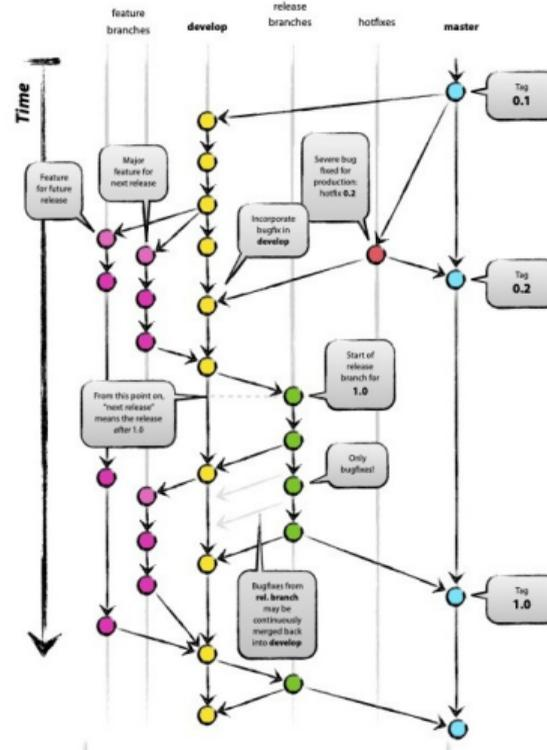 feature
branches
develop
release
branches
hotfixes
master
Time
Tag
0.1
Feature
for future
release
Major
feature for
next release
Severe bug
fixed for
production:
hotfix 0.2
Incorporate
bugfix in
develop
Tag
0.2
Start of
release
branch for
1.0
From this point on,
"next release"
means the release
after 1.0
Only
bugfixes!
Bugfixes from
rel. branch
may be
continuously
merged back
into develop
Tag
1.0